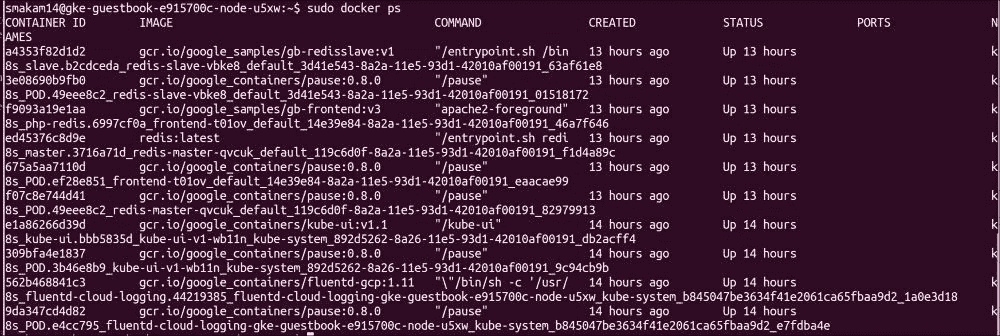 smakam14@gke-guestbook-e915700c-node-u5xw:~$ sudo docker ps
CONTAINER ID IMAGE COMMAND CREATED STATUS PORTS N
AMES
a4353f82d1d2 gcr.io/google_samples/gb-redisslave:v1 "/entrypoint.sh /bin 13 hours ago Up 13 hours k
8s_slave.b2cdceda_redis-slave-vbke8_default_3d41e543-8a2a-11e5-93d1-42010af00191_63af61e8
3e08690b9fb0 gcr.io/google_containers/pause:0.8.0 "/pause" 13 hours ago Up 13 hours k
8s_POD.49eee8c2_redis-slave-vbke8_default_3d41e543-8a2a-11e5-93d1-42010af00191_01518172
f9093a19e1aa gcr.io/google_samples/gb-frontend:v3 "apache2-foreground" 13 hours ago Up 13 hours k
8s_php-redis.6997cf0a_frontend-t01ov_default_14e39e84-8a2a-11e5-93d1-42010af00191_46a7f646
ed45376c8d9e redis:latest "/entrypoint.sh redi 13 hours ago Up 13 hours k
8s_master.3716a71d_redis-master-qvcuk_default_119c6d0f-8a2a-11e5-93d1-42010af00191_f1d4a89c
675a5aa7110d gcr.io/google_containers/pause:0.8.0 "/pause" 13 hours ago Up 13 hours k
8s_POD.ef28e851_frontend-t01ov_default_14e39e84-8a2a-11e5-93d1-42010af00191_eaacae99
f07c8e744d41 gcr.io/google_containers/pause:0.8.0 "/pause" 13 hours ago Up 13 hours k
8s_POD.49eee8c2_redis-master-qvcuk_default_119c6d0f-8a2a-11e5-93d1-42010af00191_82979913
e1a86266d39d gcr.io/google_containers/kube-ui:v1.1 "/kube-ui" 14 hours ago Up 14 hours k
8s_kube-ui.bbb5835d_kube-ui-v1-wb11n_kube-system_892d5262-8a26-11e5-93d1-42010af00191_db2acff4
309bfa4e1837 gcr.io/google_containers/pause:0.8.0 "/pause" 14 hours ago Up 14 hours k
8s_POD.3b46e8b9_kube-ui-v1-wb11n_kube-system_892d5262-8a26-11e5-93d1-42010af00191_9c94cb9b
562b468841c3 gcr.io/google_containers/fluentd-gcp:1.11 "\"/bin/sh -c '/usr/ 14 hours ago Up 14 hours k
8s_fluentd-cloud-logging.44219385_fluentd-cloud-logging-gke-guestbook-e915700c-node-u5xw_kube-system_b845047be3634f41e2061ca65fbaa9d2_1a0e3d18
9da347cd4d82 gcr.io/google_containers/pause:0.8.0 "/pause" 14 hours ago Up 14 hours k
8s_POD.e4cc795_fluentd-cloud-logging-gke-guestbook-e915700c-node-u5xw_kube-system_b845047be3634f41e2061ca65fbaa9d2_e7fdba4e